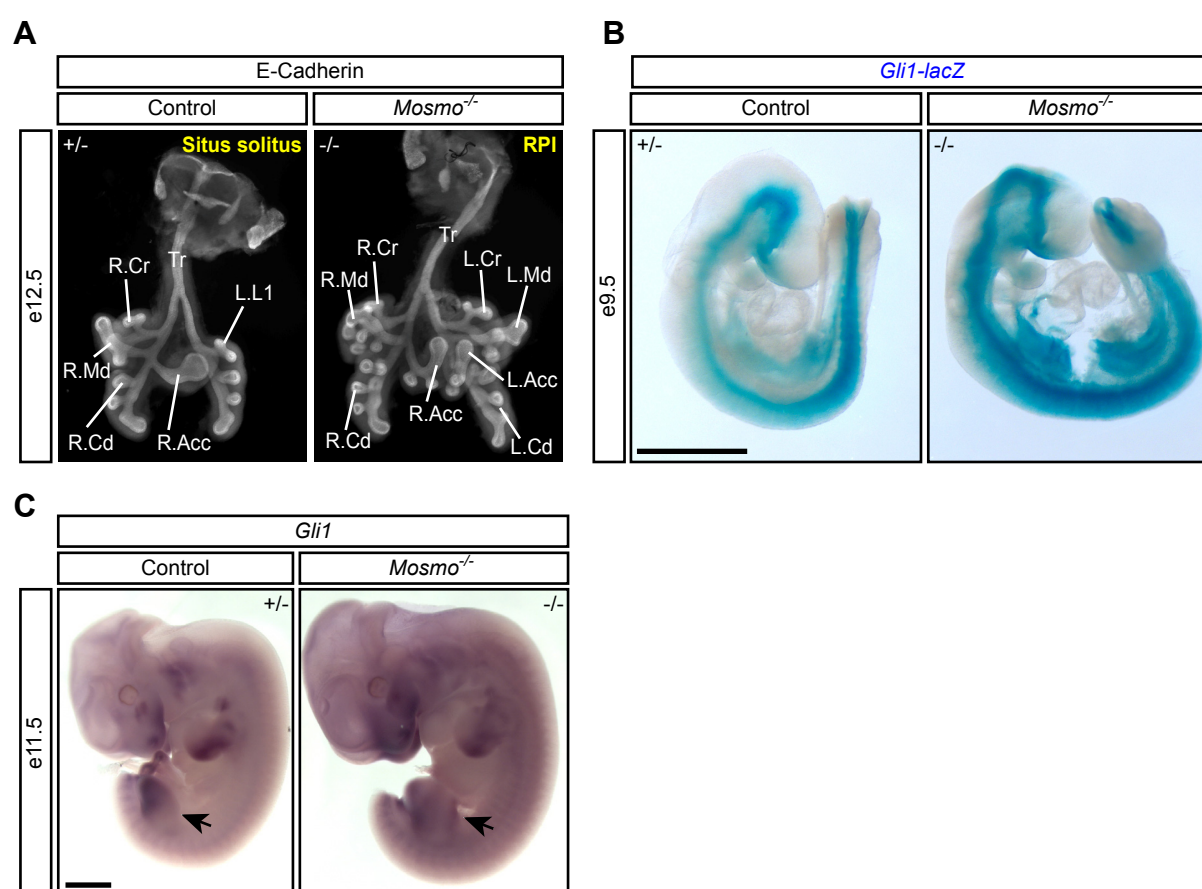 A
E-Cadherin
Control
Mosmo-/-
e12.5
+/-
Situs solitus
R.Cr
Tr
L.L1
R.Md
R.Cd
R.Acc
-/-
RPI
Tr
R.Cr
L.Cr
R.Md
L.Md
L.Acc
R.Acc
R.Cd
L.Cd
B
Gli1-lacZ
Control
Mosmo-/-
e9.5
+/-
-/-
C
Gli1
Control
Mosmo-/-
e11.5
+/-
-/-